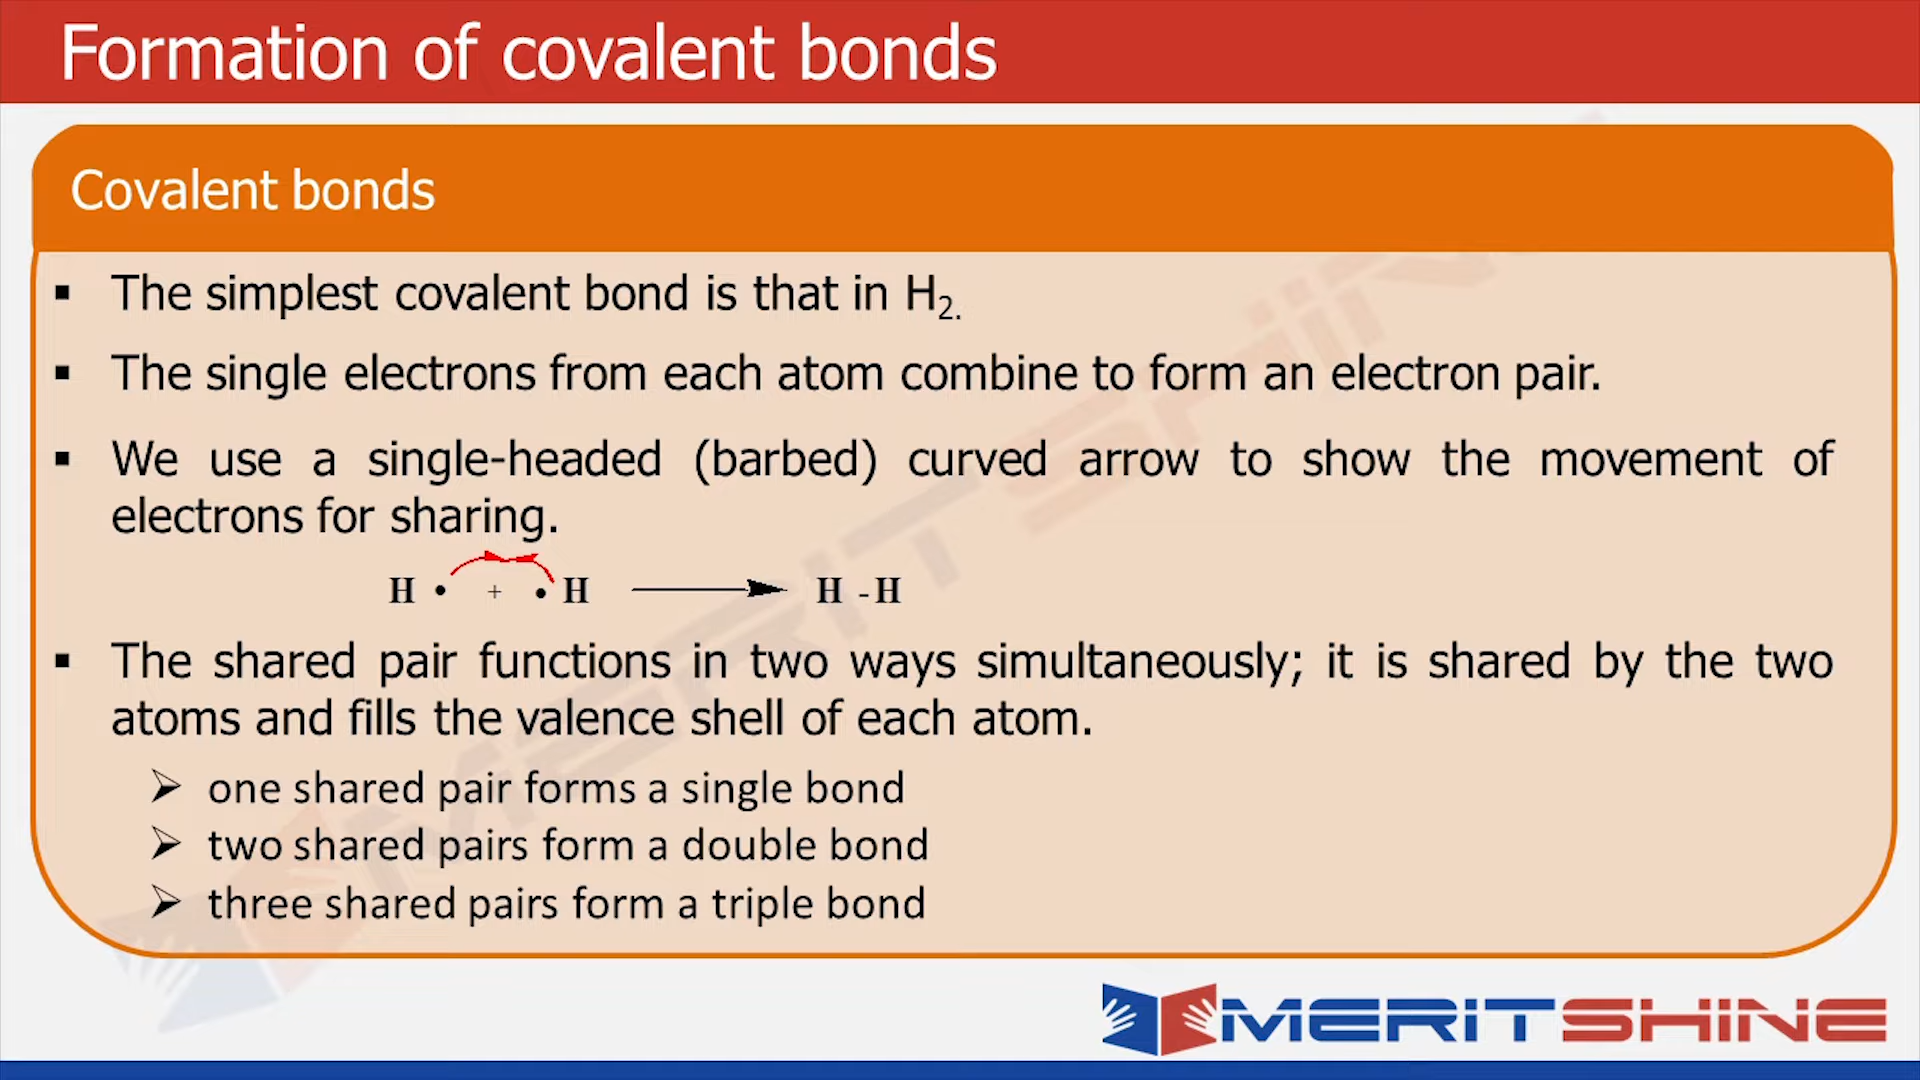 Formation of covalent bonds
Covalent bonds
▪ The simplest covalent bond is that in H₂.
▪ The single electrons from each atom combine to form an electron pair.
▪ We use a single-headed (barbed) curved arrow to show the movement of
electrons for sharing.
H • + • H ⟶ H - H
▪ The shared pair functions in two ways simultaneously; it is shared by the two
atoms and fills the valence shell of each atom.
➢ one shared pair forms a single bond
➢ two shared pairs form a double bond
➢ three shared pairs form a triple bond
MERITSHINE
MERITSHINE